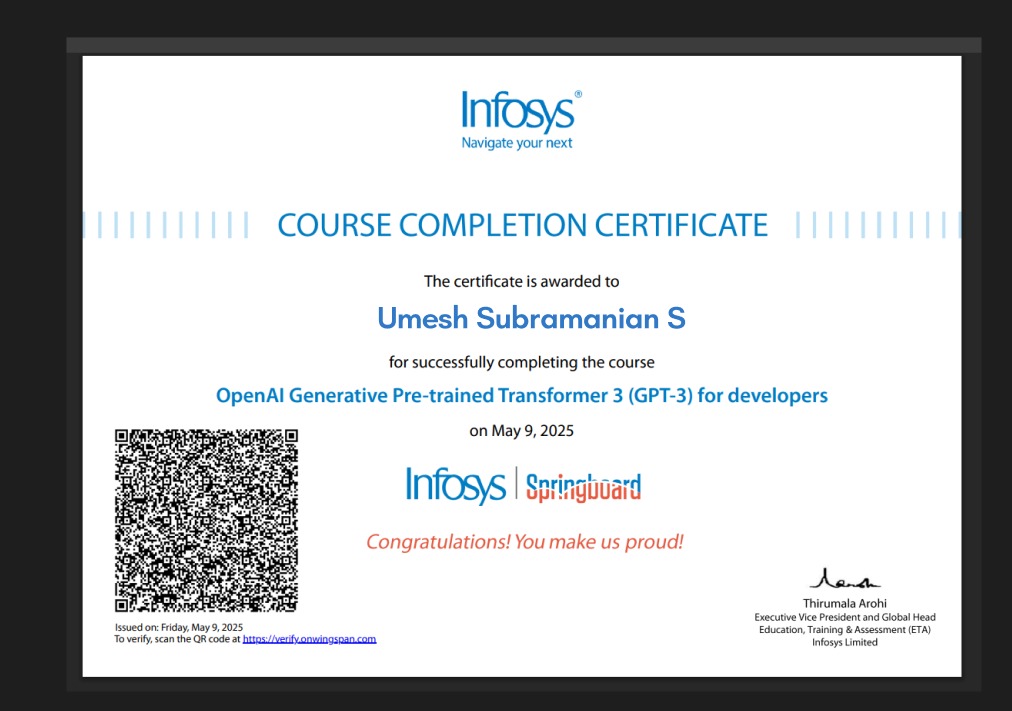 Infosys®
Navigate your next
COURSE COMPLETION CERTIFICATE
The certificate is awarded to
Umesh Subramanian S
for successfully completing the course
OpenAI Generative Pre-trained Transformer 3 (GPT-3) for developers
on May 9, 2025
Infosys | Springboard
Congratulations! You make us proud!
Issued on: Friday, May 9, 2025
To verify, scan the QR code at https://verify.onwingspan.com
Thirumala Arohi
Executive Vice President and Global Head
Education, Training & Assessment (ETA)
Infosys Limited